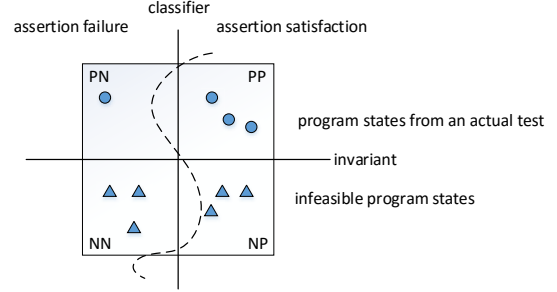 classifier
assertion failure
assertion satisfaction
PN
PP
program states from an actual test
invariant
infeasible program states
NN
NP